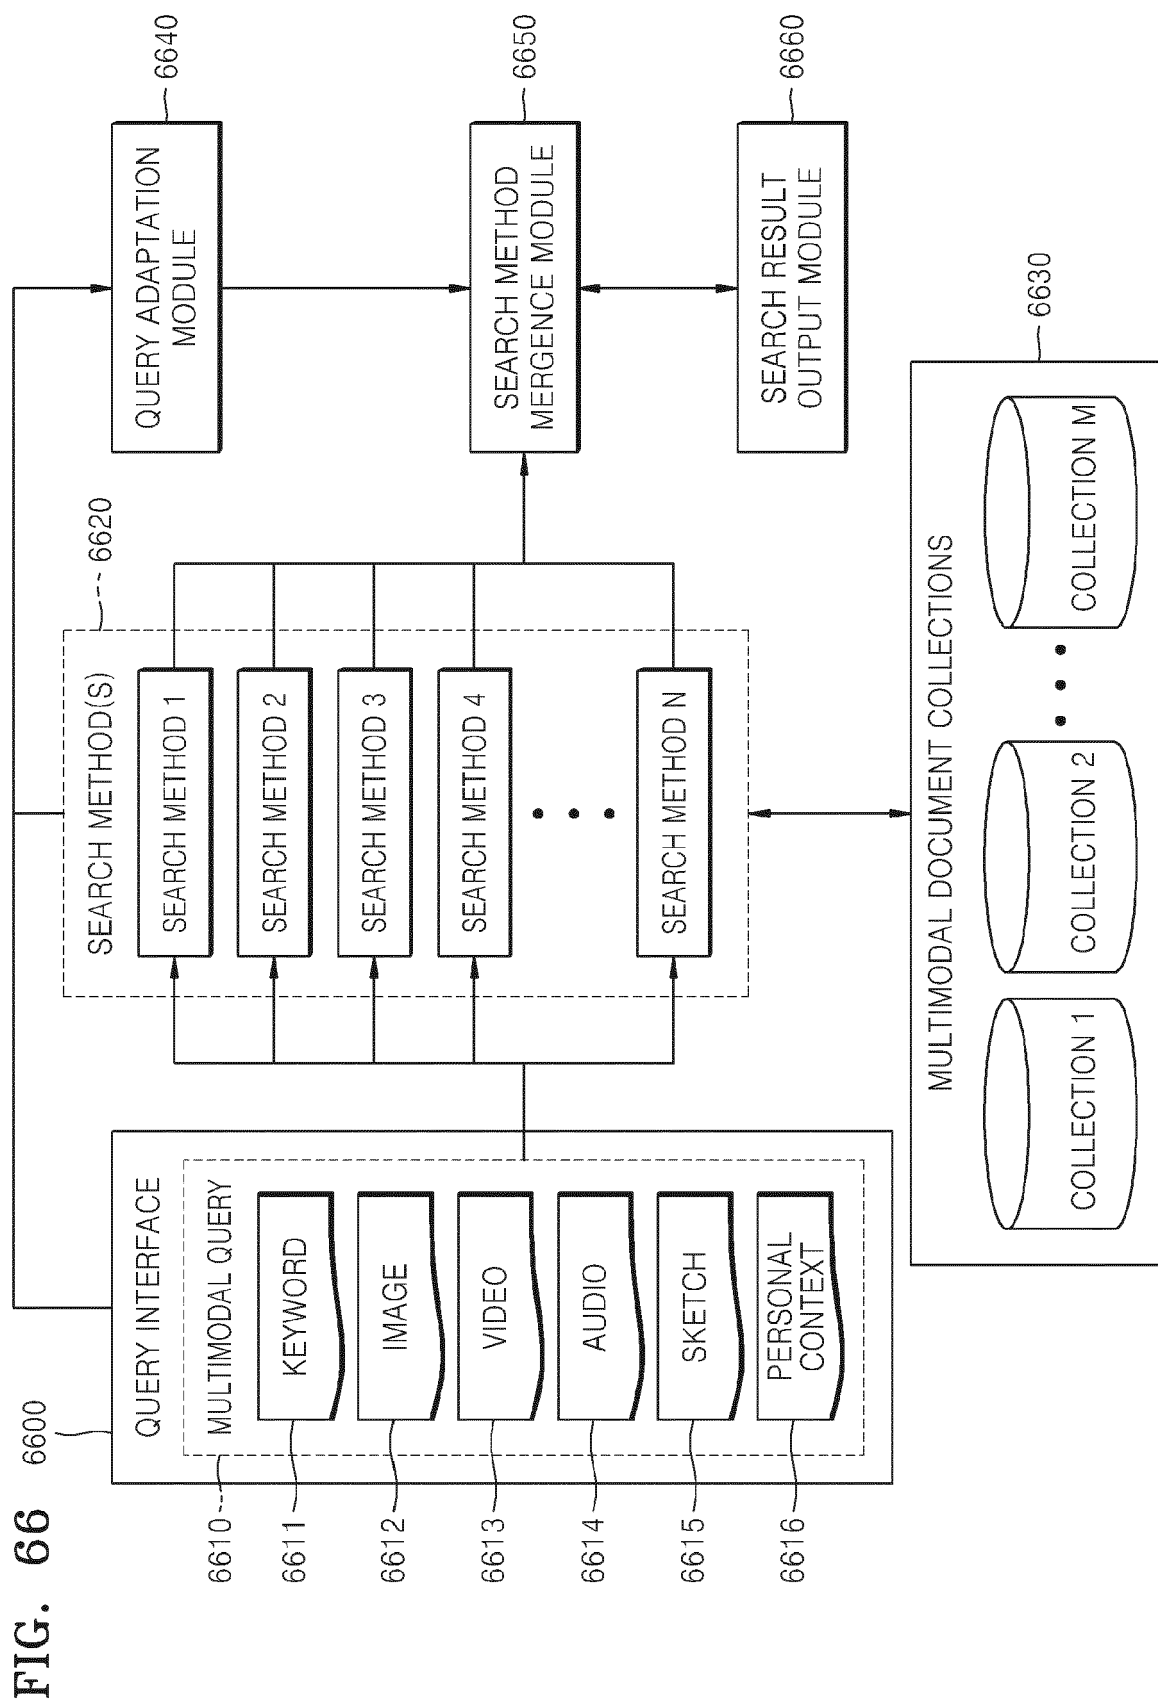 FIG. 66
6600
QUERY INTERFACE
6610
MULTIMODAL QUERY
6611
KEYWORD
6612
IMAGE
6613
VIDEO
6614
AUDIO
6615
SKETCH
6616
PERSONAL
CONTEXT
6620
SEARCH METHOD(S)
SEARCH METHOD 1
SEARCH METHOD 2
SEARCH METHOD 3
SEARCH METHOD 4
SEARCH METHOD N
6640
QUERY ADAPTATION
MODULE
6650
SEARCH METHOD
MERGENCE MODULE
6660
SEARCH RESULT
OUTPUT MODULE
6630
MULTIMODAL DOCUMENT COLLECTIONS
COLLECTION 1
COLLECTION 2
COLLECTION M